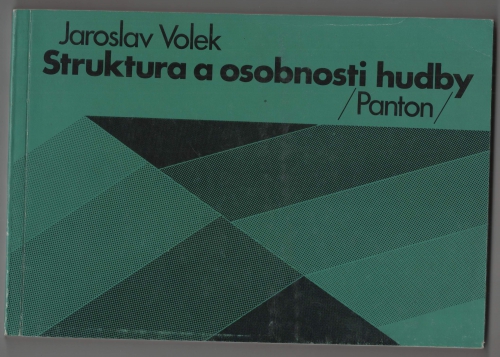 Jaroslav Volek
Struktura a osobnosti hudby
/Panton/